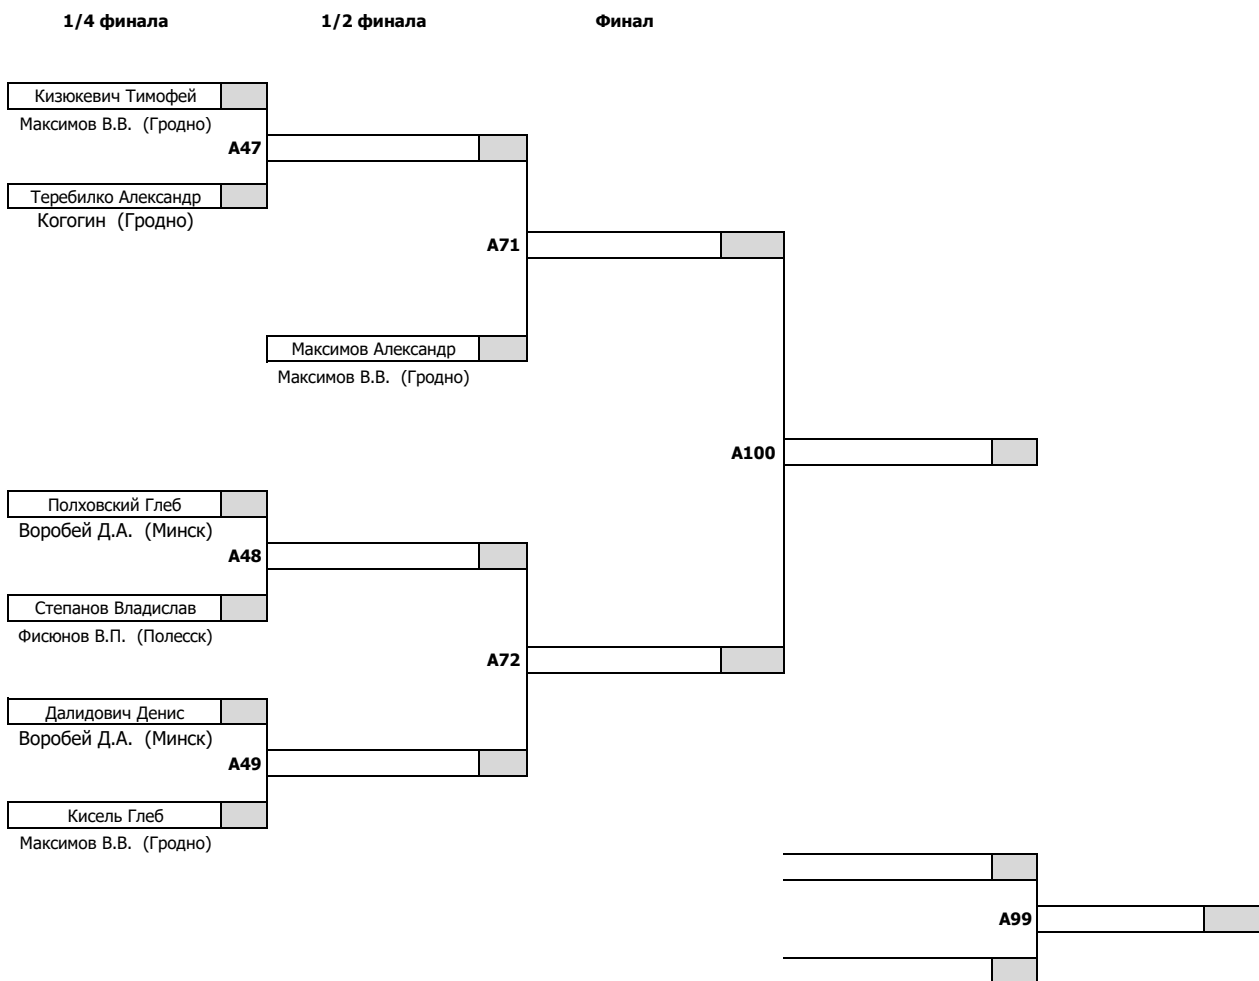 1/4 финала 1/2 финала Финал
Кизюкевич Тимофей
Максимов В.В. (Гродно)
A47
Теребилко Александр
Когогин (Гродно)
A71
Максимов Александр
Максимов В.В. (Гродно)
A100
Полховский Глеб
Воробей Д.А. (Минск)
A48
Степанов Владислав
Фисюнов В.П. (Полесск)
A72
Далидович Денис
Воробей Д.А. (Минск)
A49
Кисель Глеб
Максимов В.В. (Гродно)
A99